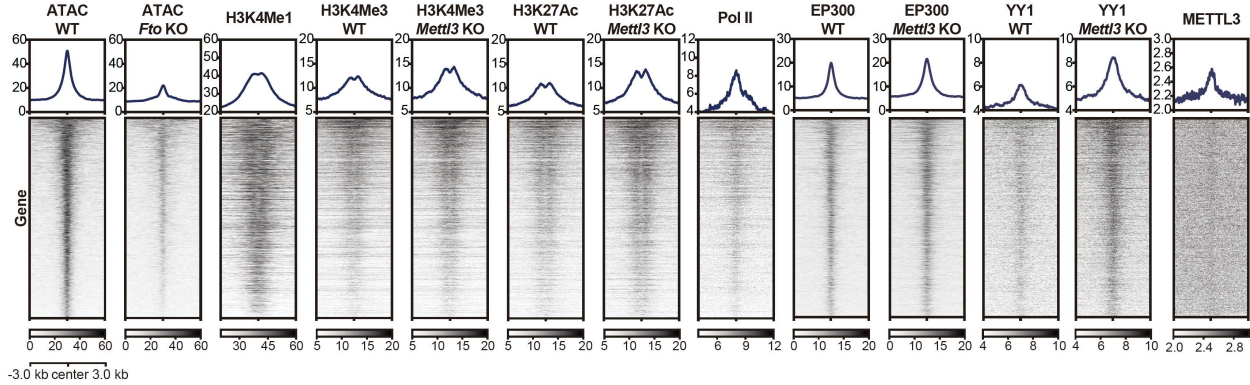 ATAC WT
ATAC Fto KO
H3K4Me1
H3K4Me3 WT
H3K4Me3 Mettl3 KO
H3K27Ac WT
H3K27Ac Mettl3 KO
Pol II
EP300 WT
EP300 Mettl3 KO
YY1 WT
YY1 Mettl3 KO
METTL3
60 40 20 0
60 40 20 0
60 50 40 30 20
20 15 10 5
20 15 10 5
20 15 10 5
20 15 10 5
12 10 8 6 4
30 20 10 0
30 20 10 0
10 8 6 4
10 8 6 4
3.0 2.8 2.6 2.4 2.2 2.0
Gene
0 20 40 60
0 20 40 60
30 45 60
5 10 15 20
5 10 15 20
5 10 15 20
5 10 15 20
6 9 12
0 10 15 20
0 10 15 20
4 6 8 10
4 6 8 10
2.0 2.4 2.8
-3.0 kb center 3.0 kb